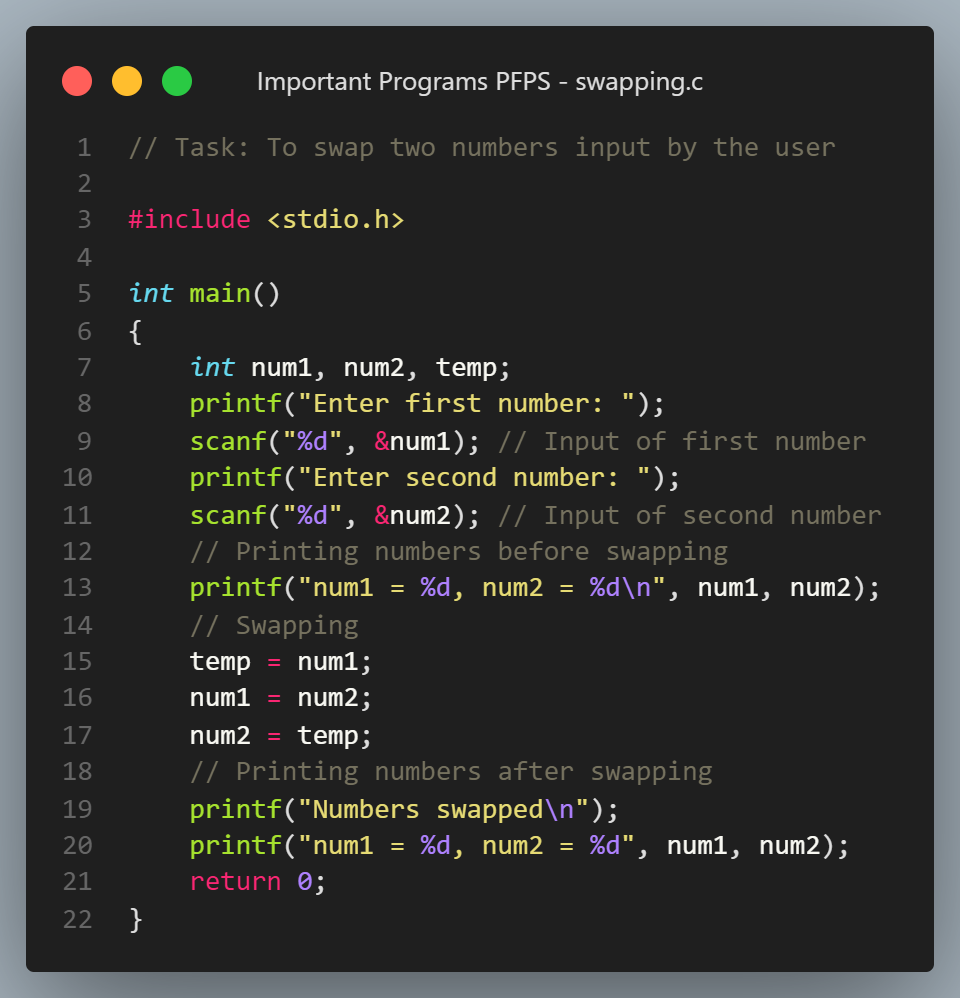 Important Programs PFPS - swapping.c
1 // Task: To swap two numbers input by the user
2
3 #include <stdio.h>
4
5 int main()
6 {
7     int num1, num2, temp;
8     printf("Enter first number: ");
9     scanf("%d", &num1); // Input of first number
10     printf("Enter second number: ");
11     scanf("%d", &num2); // Input of second number
12     // Printing numbers before swapping
13     printf("num1 = %d, num2 = %d\n", num1, num2);
14     // Swapping
15     temp = num1;
16     num1 = num2;
17     num2 = temp;
18     // Printing numbers after swapping
19     printf("Numbers swapped\n");
20     printf("num1 = %d, num2 = %d", num1, num2);
21     return 0;
22 }